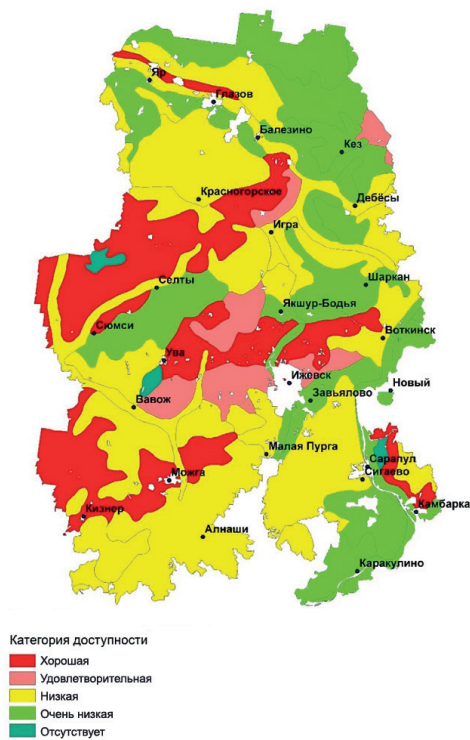 Яр
Глазов
Балезино
Кез
Красногорское
Дебёсы
Игра
Шаркан
Селты
Якшур-Бодья
Сюмси
Воткинск
Ува
Ижевск
Новый
Завьялово
Вавож
Малая Пурга
Сарапул
Можга
Сигаево
Кизнер
Камбарка
Алнаши
Каракулино
Категория доступности
Хорошая
Удовлетворительная
Низкая
Очень низкая
Отсутствует